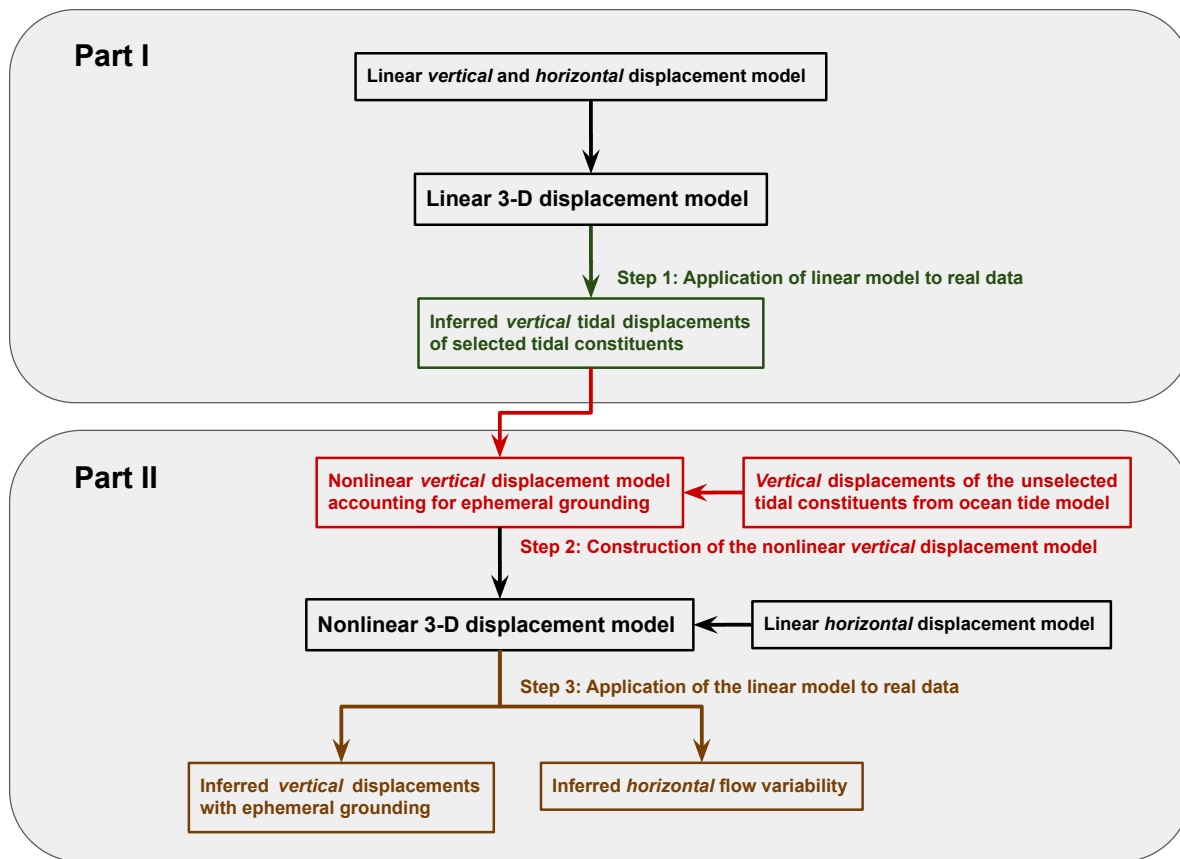 Part I
Linear vertical and horizontal displacement model
Linear 3-D displacement model
Step 1: Application of linear model to real data
Inferred vertical tidal displacements
of selected tidal constituents
Part II
Nonlinear vertical displacement model
accounting for ephemeral grounding
Vertical displacements of the unselected
tidal constituents from ocean tide model
Step 2: Construction of the nonlinear vertical displacement model
Nonlinear 3-D displacement model
Linear horizontal displacement model
Step 3: Application of the linear model to real data
Inferred vertical displacements
with ephemeral grounding
Inferred horizontal flow variability